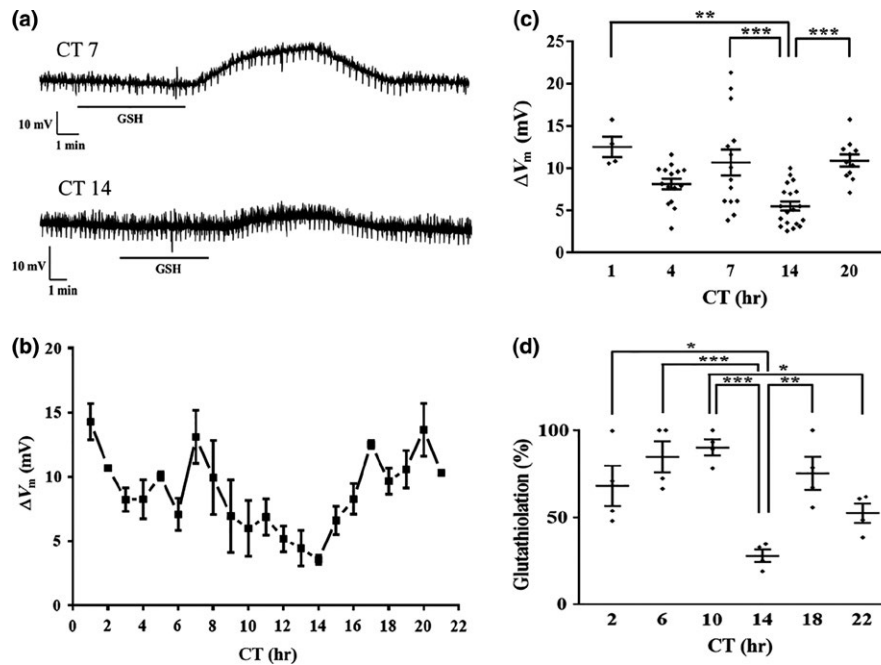 (a)
CT 7
GSH
10 mV
1 min
CT 14
GSH
10 mV
1 min
(b)
20
15
10
5
0
ΔVm (mV)
0 2 4 6 8 10 12 14 16 18 20 22
CT (hr)
(c)
** *** ***
25
20
15
10
5
0
ΔVm (mV)
1 4 7 14 20
CT (hr)
(d)
*
*** *
*** **
100
50
0
Glutathiolation (%)
2 6 10 14 18 22
CT (hr)